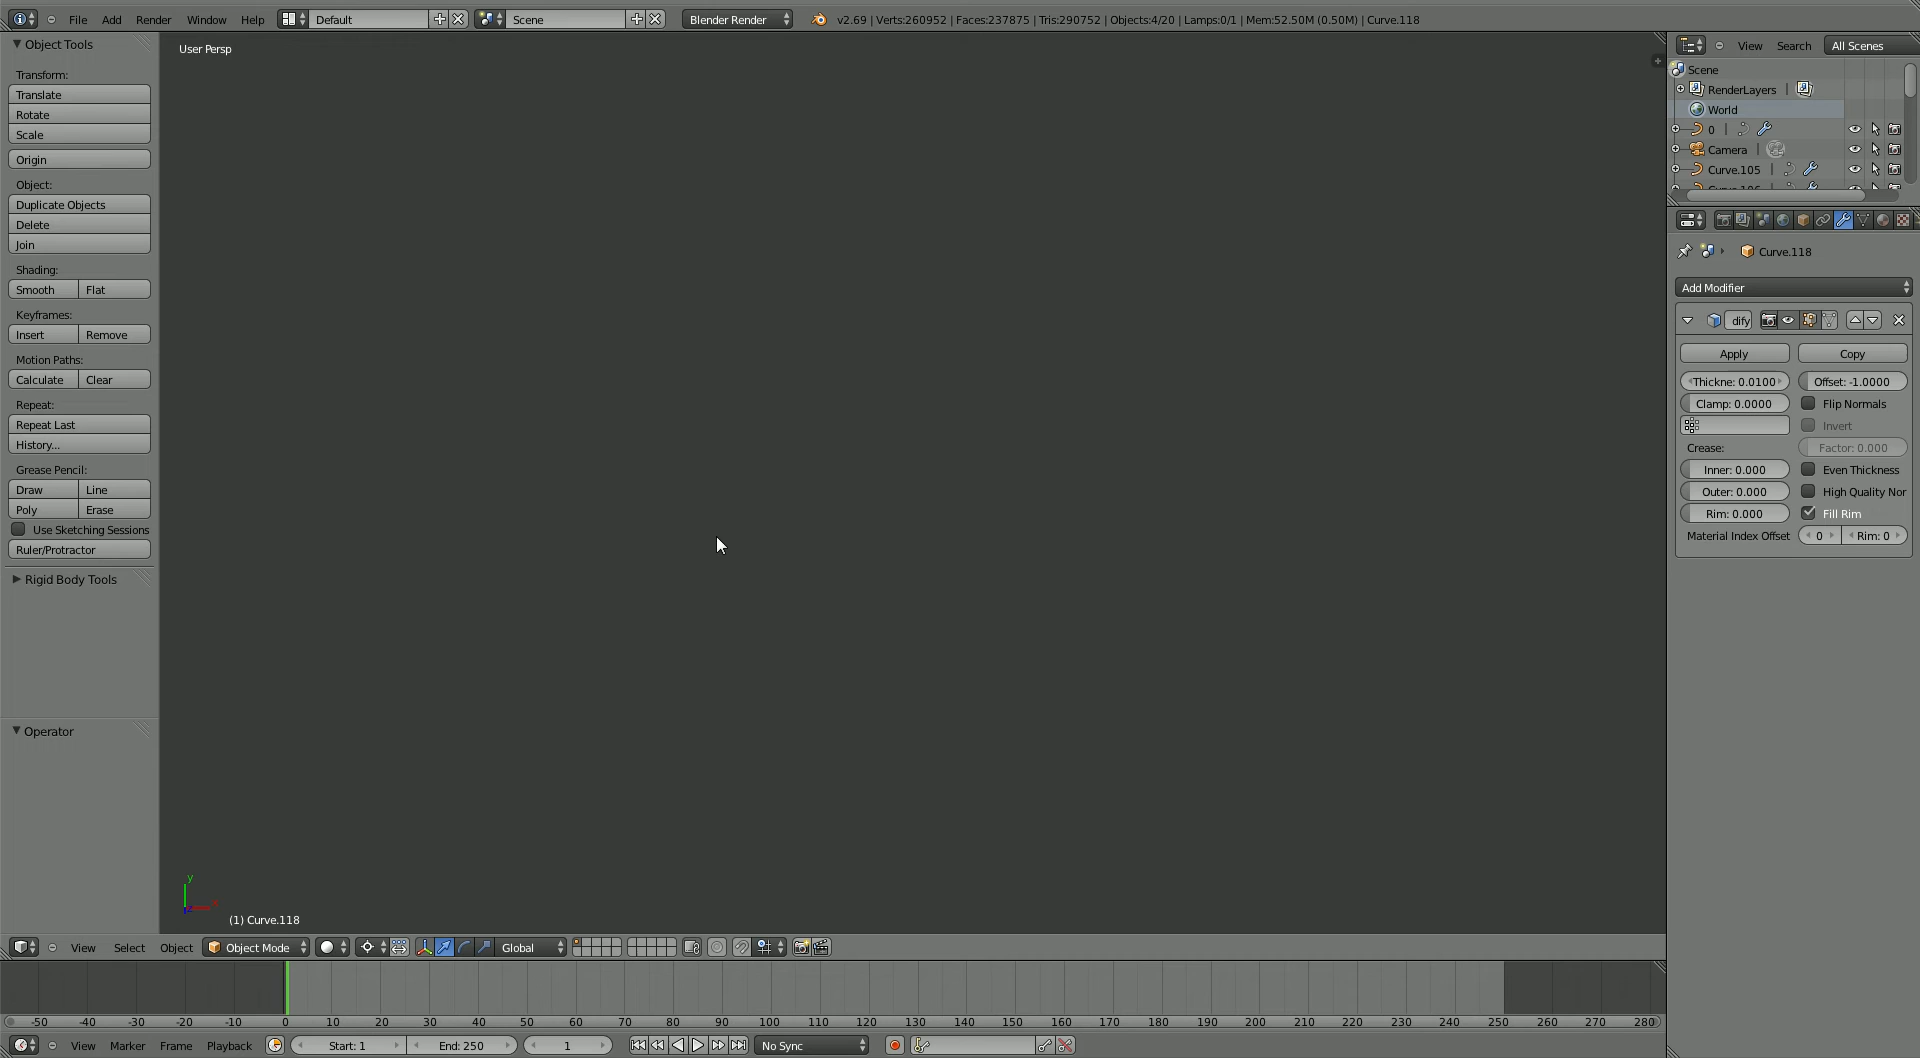 File Add Render Window Help Default Scene Blender Render v2.69 | Verts:260952 | Faces:237875 | Tris:290752 | Objects:4/20 | Lamps:0/1 | Mem:52.50M (0.50M) | Curve.118
Object Tools
Transform:
Translate
Rotate
Scale
Origin
Object:
Duplicate Objects
Delete
Join
Shading:
Smooth Flat
Keyframes:
Insert Remove
Motion Paths:
Calculate Clear
Repeat:
Repeat Last
History...
Grease Pencil:
Draw Line
Poly Erase
Use Sketching Sessions
Ruler/Protractor
Rigid Body Tools
Operator
User Persp
y
(1) Curve.118
View Select Object Object Mode Global
View Search All Scenes
Scene
RenderLayers
World
0
Camera
Curve.105
Curve.118
Add Modifier
dify
Apply Copy
Thickne: 0.0100 Offset: -1.0000
Clamp: 0.0000 Flip Normals
Invert
Crease: Factor: 0.000
Inner: 0.000 Even Thickness
Outer: 0.000 High Quality Nor
Rim: 0.000 Fill Rim
Material Index Offset 0 Rim: 0
-50 -40 -30 -20 -10 0 10 20 30 40 50 60 70 80 90 100 110 120 130 140 150 160 170 180 190 200 210 220 230 240 250 260 270 280
View Marker Frame Playback Start: 1 End: 250 1 No Sync